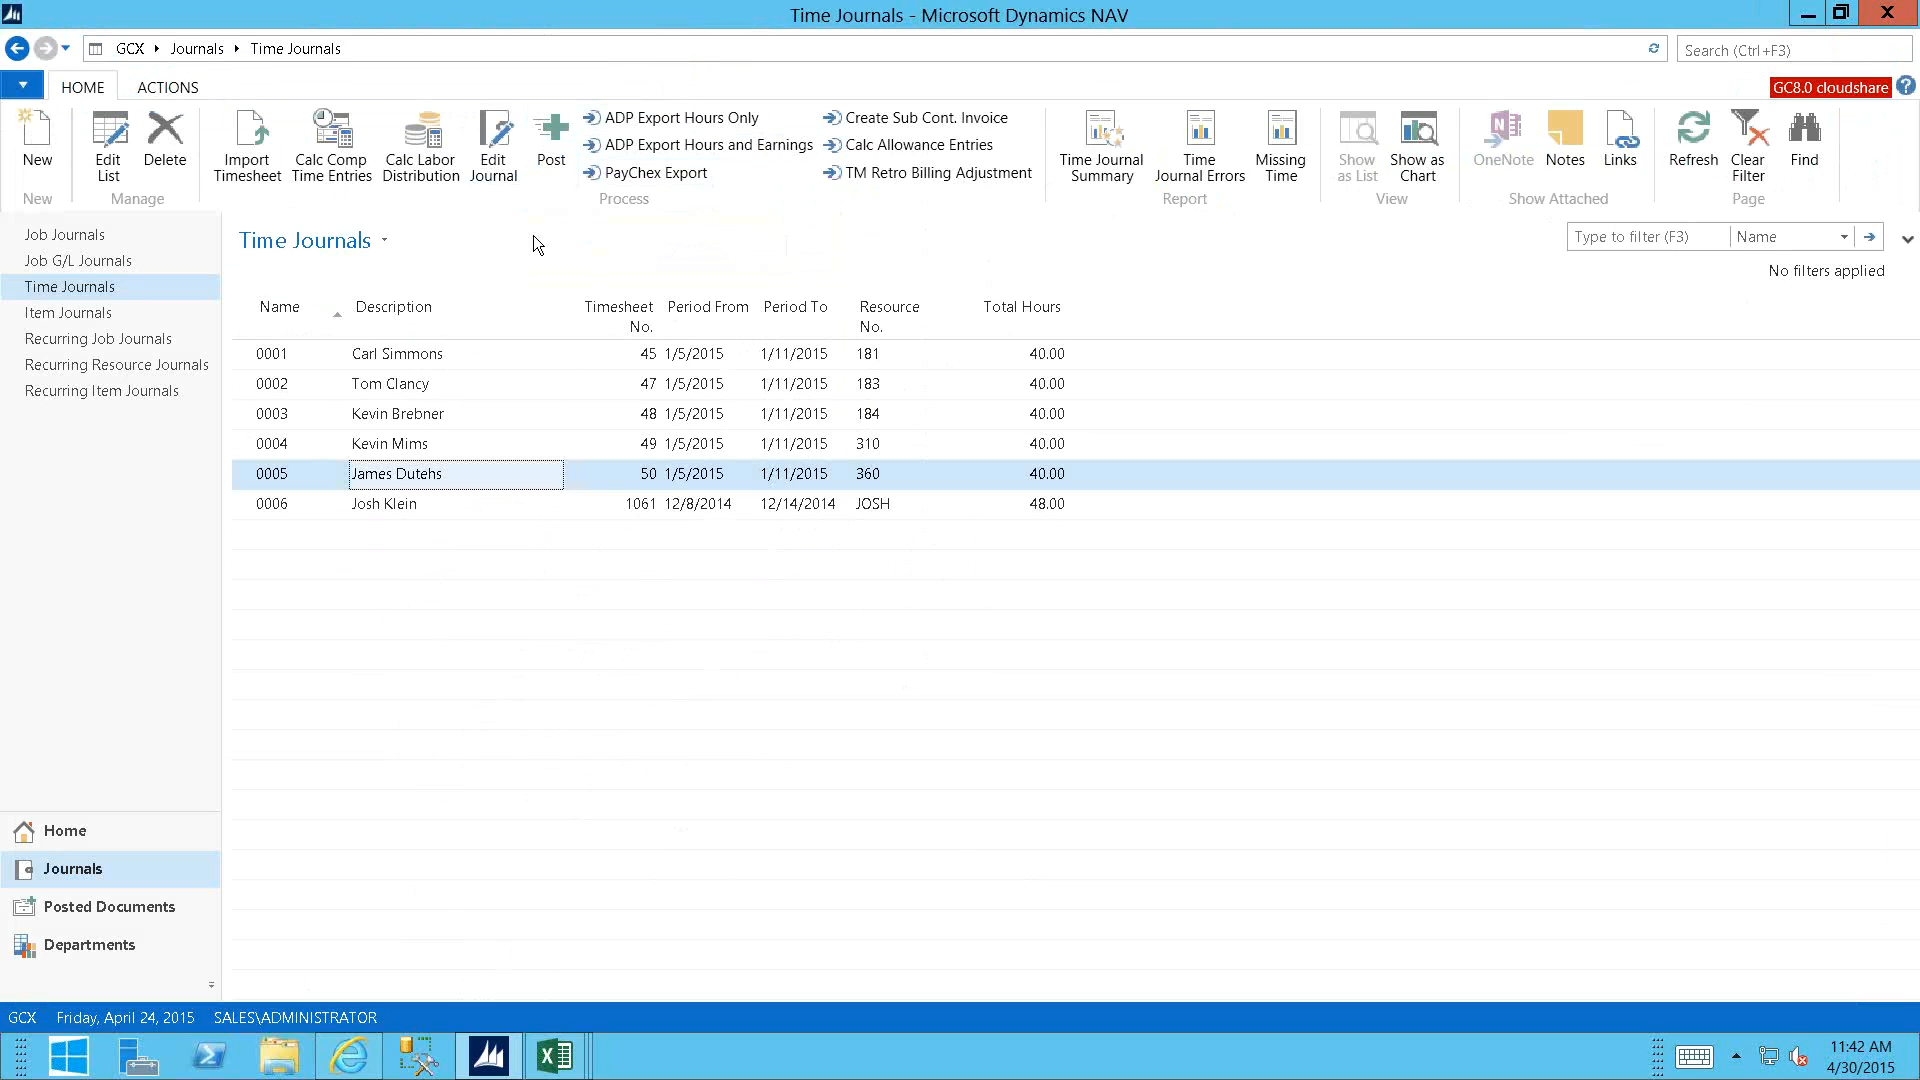 Time Journals - Microsoft Dynamics NAV
GCX Journals Time Journals
Search (Ctrl+F3)
HOME ACTIONS
GC8.0 cloudshare
New
Edit List
Delete
Import Timesheet
Calc Comp Time Entries
Calc Labor Distribution
Edit Journal
Post
ADP Export Hours Only
ADP Export Hours and Earnings
PayChex Export
Create Sub Cont. Invoice
Calc Allowance Entries
TM Retro Billing Adjustment
Time Journal Summary
Time Journal Errors
Missing Time
Show as List
Show as Chart
OneNote
Notes
Links
Refresh
Clear Filter
Find
New Manage Process Report View Show Attached Page
Job Journals
Job G/L Journals
Time Journals
Item Journals
Recurring Job Journals
Recurring Resource Journals
Recurring Item Journals
Time Journals
Type to filter (F3) Name
No filters applied
Name Description Timesheet No. Period From Period To Resource No. Total Hours
0001 Carl Simmons 45 1/5/2015 1/11/2015 181 40.00
0002 Tom Clancy 47 1/5/2015 1/11/2015 183 40.00
0003 Kevin Brebner 48 1/5/2015 1/11/2015 184 40.00
0004 Kevin Mims 49 1/5/2015 1/11/2015 310 40.00
0005 James Dutehs 50 1/5/2015 1/11/2015 360 40.00
0006 Josh Klein 1061 12/8/2014 12/14/2014 JOSH 48.00
Home
Journals
Posted Documents
Departments
GCX Friday, April 24, 2015 SALES\ADMINISTRATOR
11:42 AM
4/30/2015